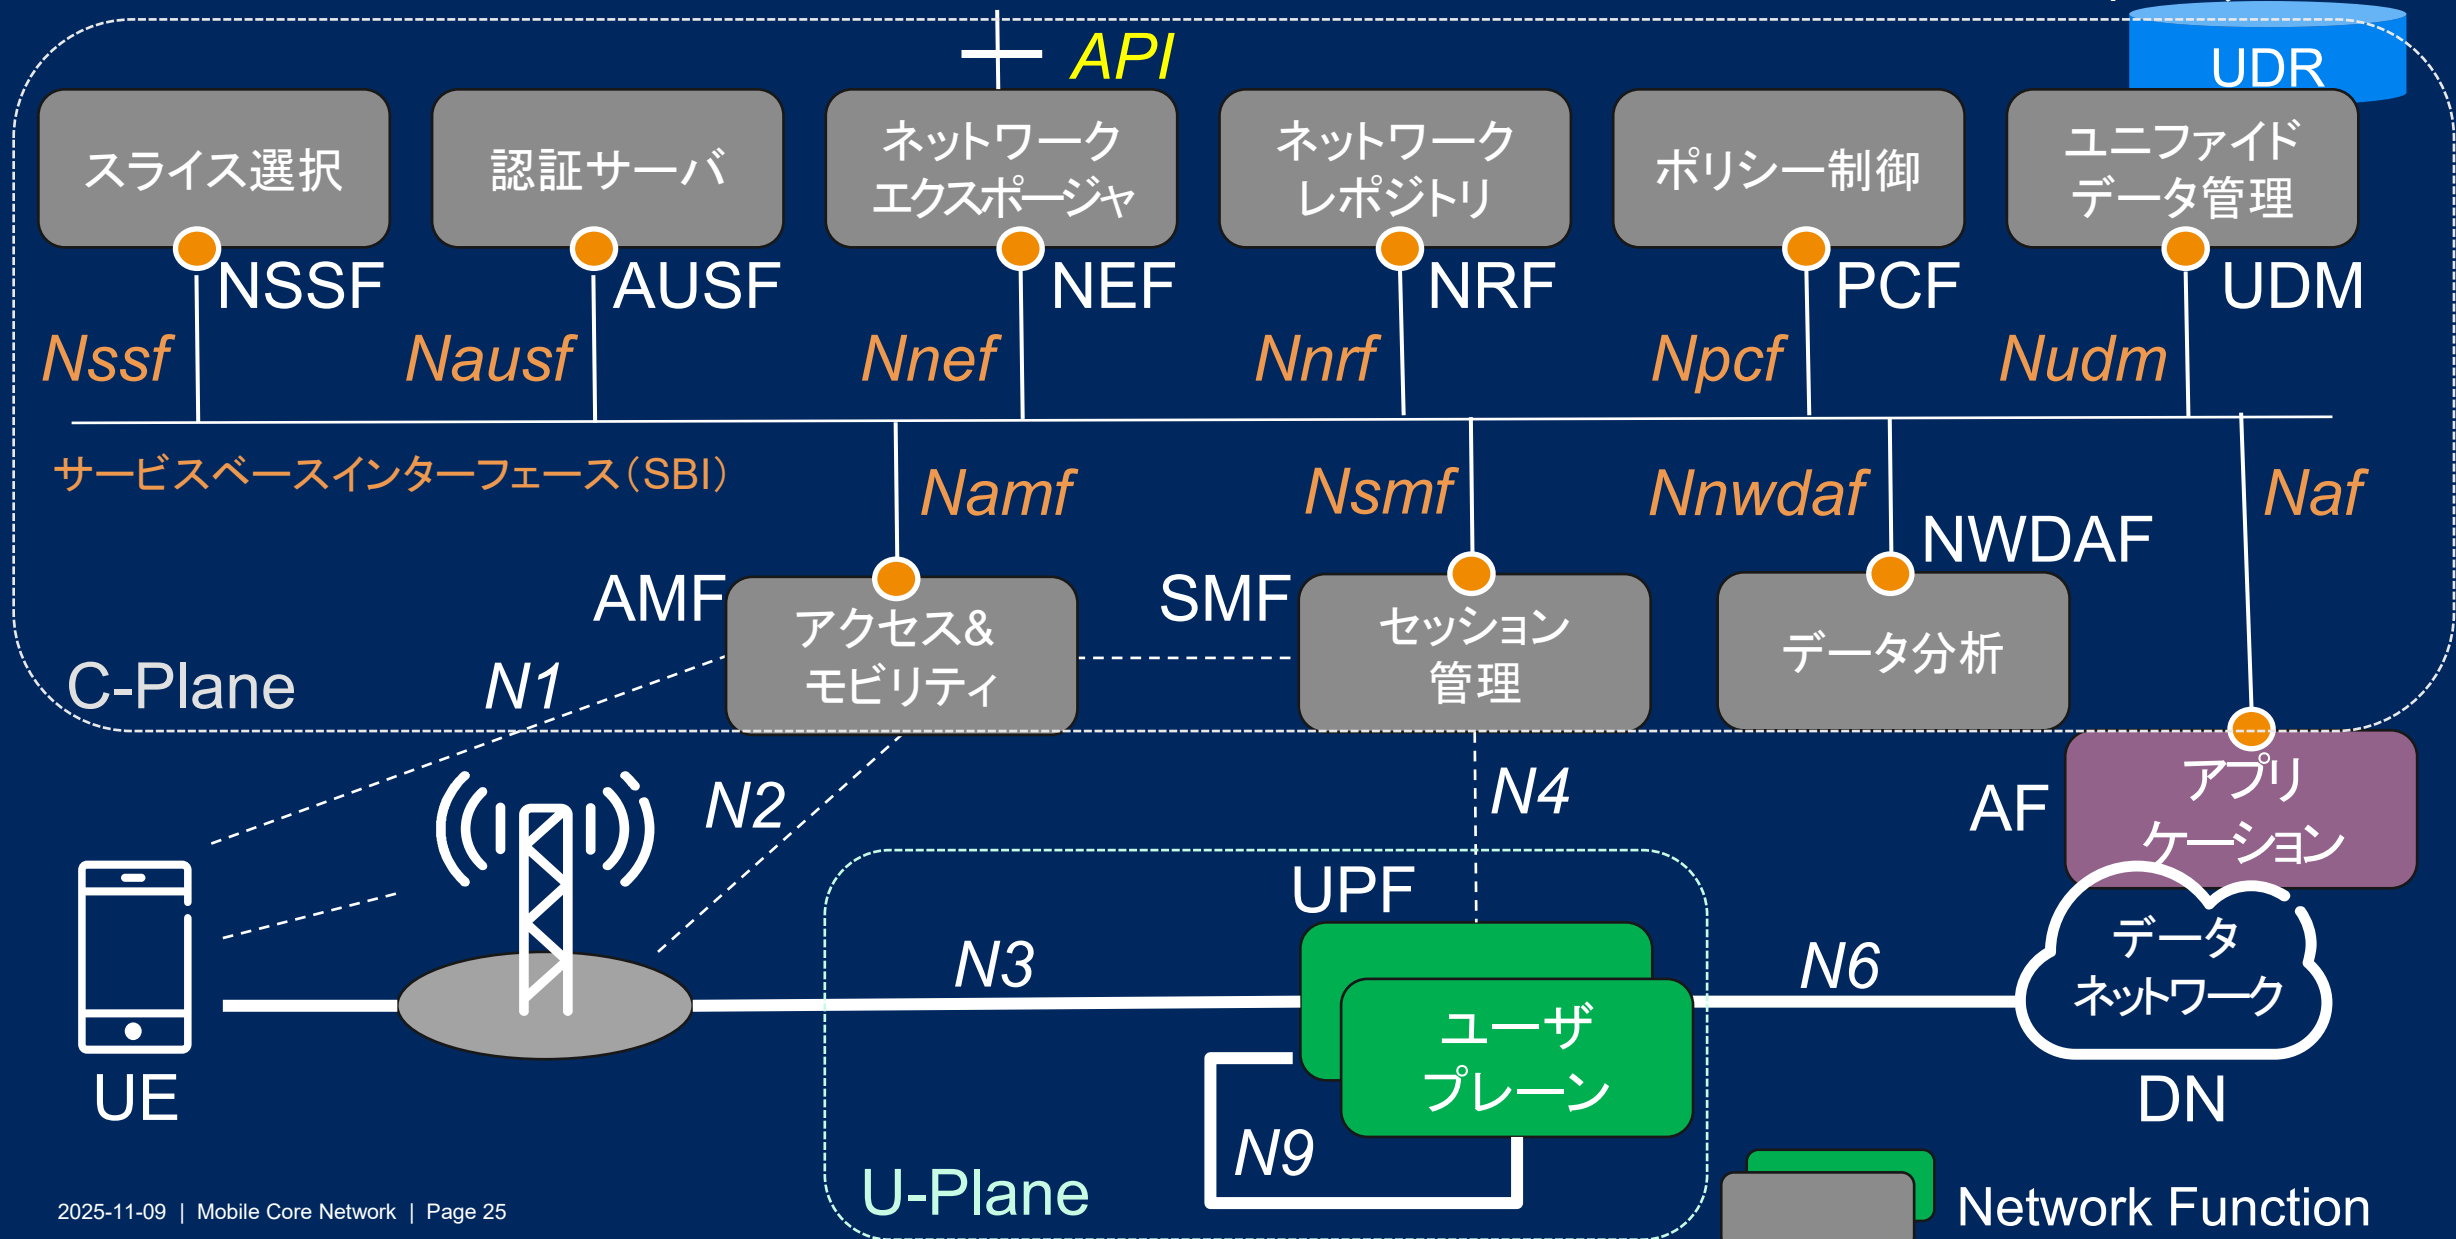 API
UDR
スライス選択
認証サーバ
ネットワーク
エクスポージャ
ネットワーク
レポジトリ
ポリシー制御
ユニファイド
データ管理
NSSF
AUSF
NEF
NRF
PCF
UDM
Nssf
Nausf
Nnef
Nnrf
Npcf
Nudm
サービスベースインターフェース（SBI）
Namf
Nsmf
Nnwdaf
Naf
NWDAF
AMF
アクセス&
モビリティ
SMF
セッション
管理
データ分析
C-Plane
N1
N2
N4
AF
アプリ
ケーション
UPF
N3
N6
データ
ネットワーク
ユーザ
プレーン
UE
DN
N9
U-Plane
2025-11-09 | Mobile Core Network | Page 25
Network Function